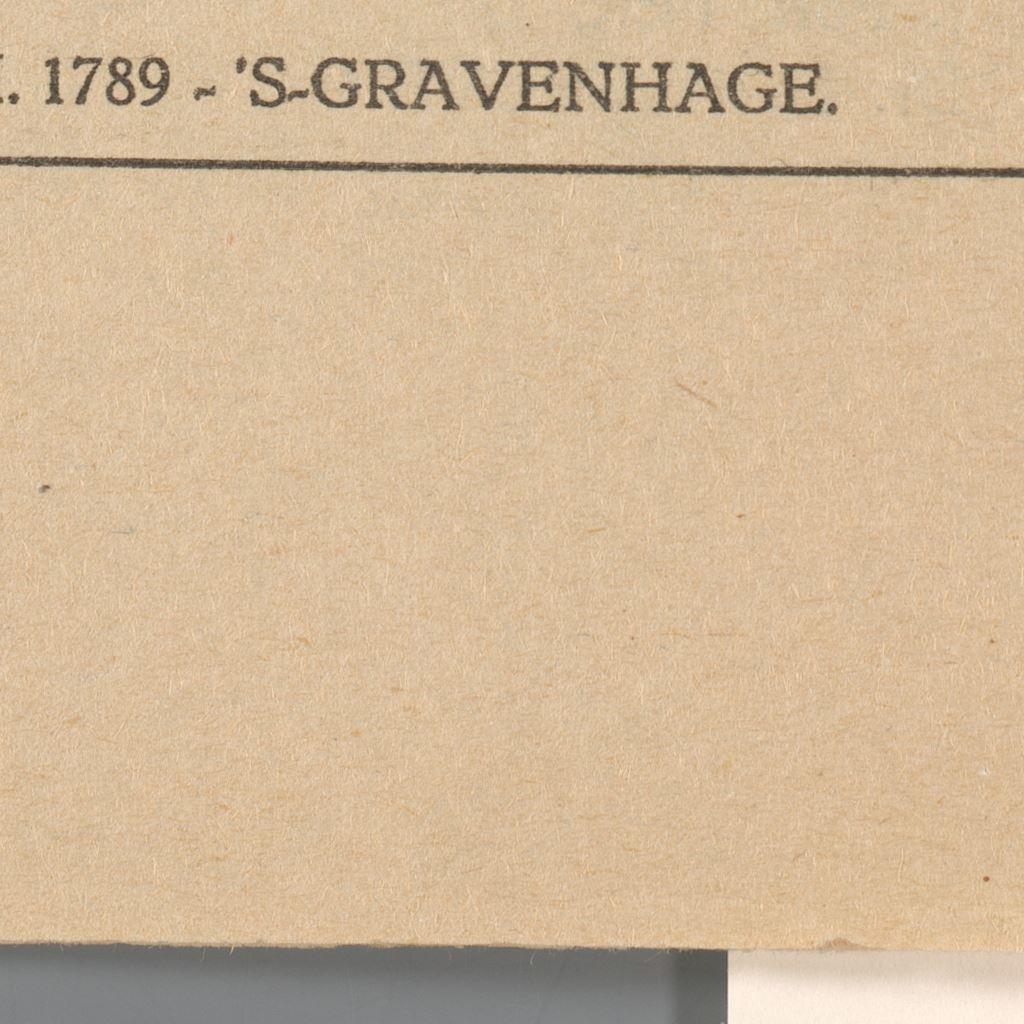 . 1789 - 'S-GRAVENHAGE.